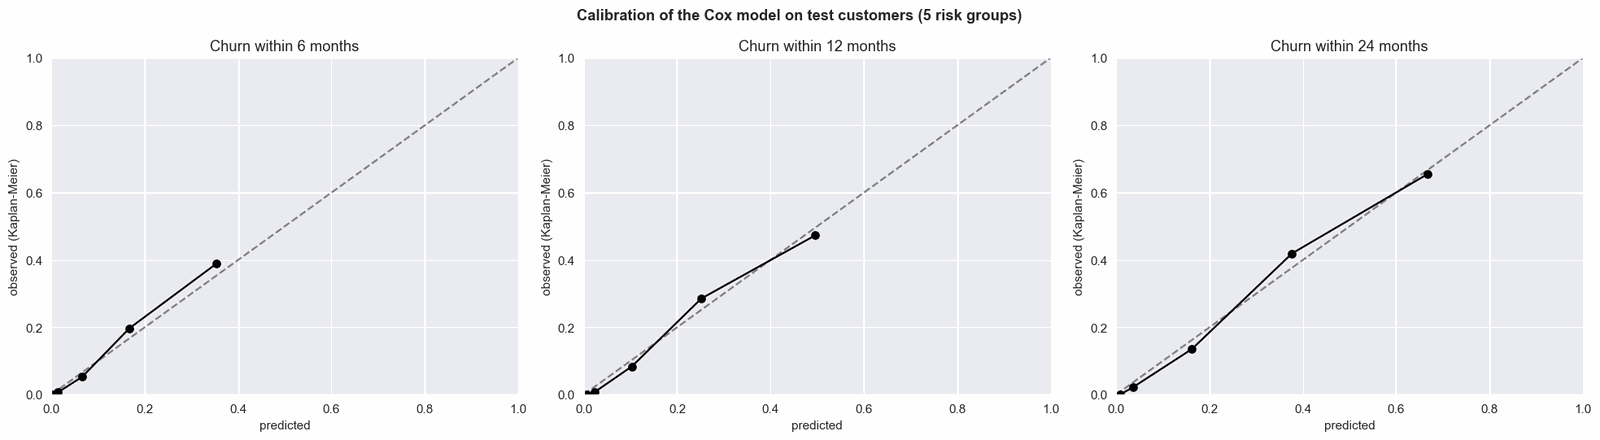 Calibration of the Cox model on test customers (5 risk groups)
Churn within 6 months
1.0
0.8
0.6
0.4
0.2
0.0
observed (Kaplan-Meier)
0.0 0.2 0.4 0.6 0.8 1.0
predicted
Churn within 12 months
1.0
0.8
0.6
0.4
0.2
0.0
observed (Kaplan-Meier)
0.0 0.2 0.4 0.6 0.8 1.0
predicted
Churn within 24 months
1.0
0.8
0.6
0.4
0.2
0.0
observed (Kaplan-Meier)
0.0 0.2 0.4 0.6 0.8 1.0
predicted